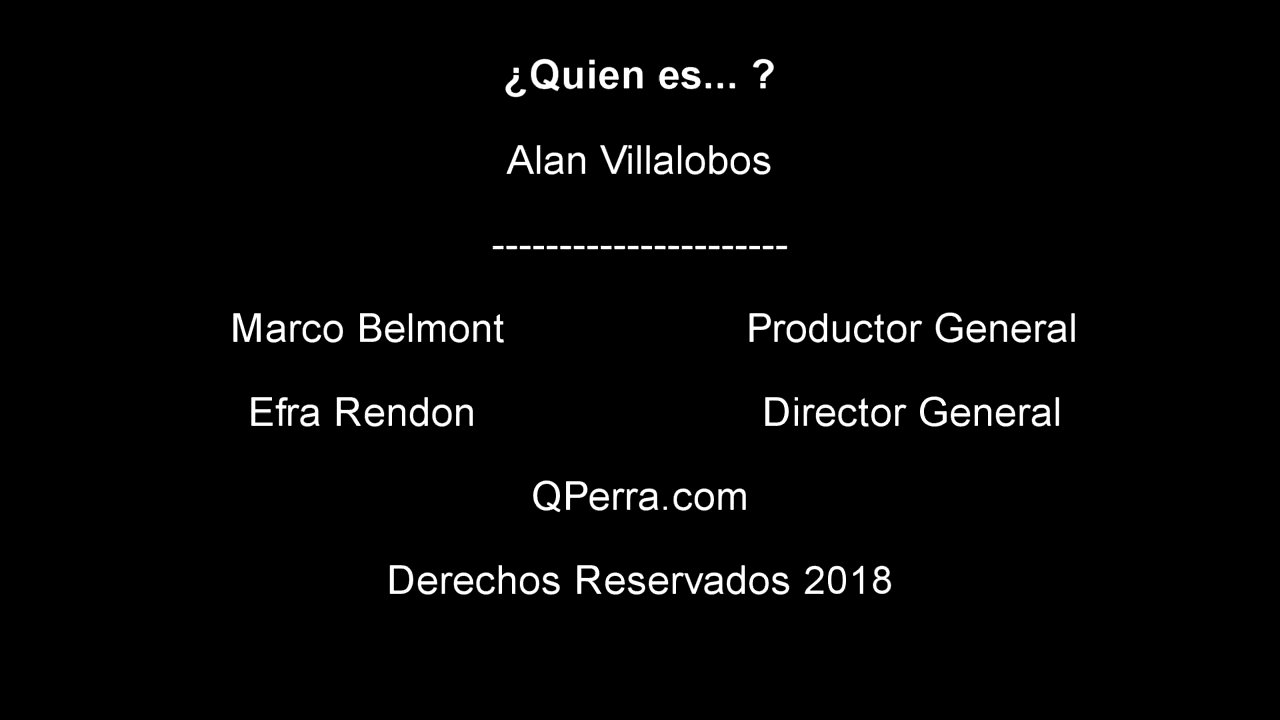 ¿Quien es... ?
Alan Villalobos
----------------------
Marco Belmont Productor General
Efra Rendon Director General
QPerra.com
Derechos Reservados 2018